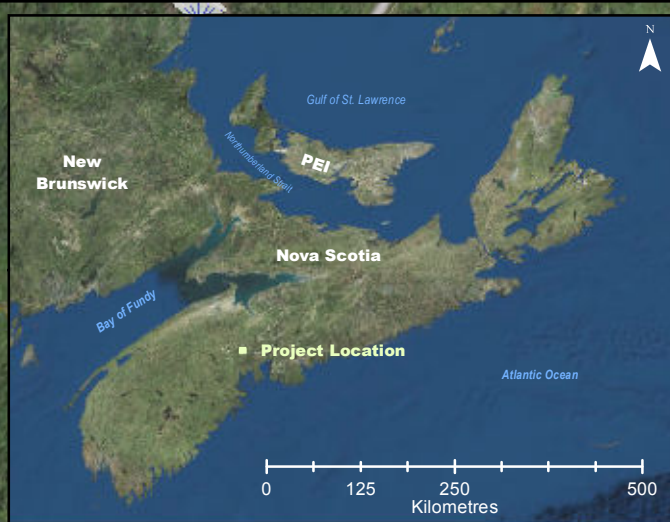 N
Gulf of St. Lawrence
Northumberland Strait
PEI
New
Brunswick
Nova Scotia
Bay of Fundy
Project Location
Atlantic Ocean
0 125 250 500
Kilometres